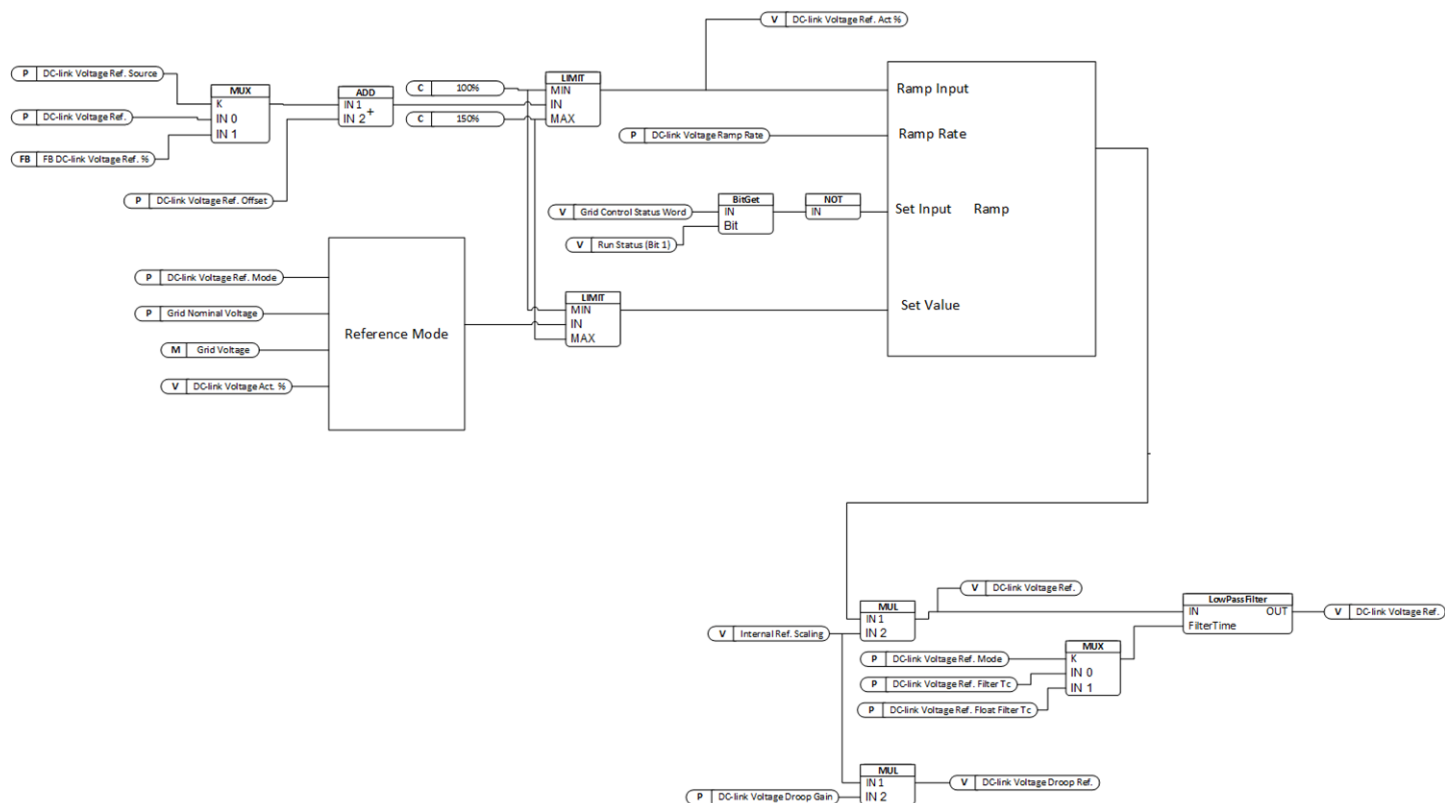 V DC-link Voltage Ref. Act %
P DC-link Voltage Ref. Source
MUX
K
IN 0
IN 1
P DC-link Voltage Ref.
FB FB DC-link Voltage Ref. %
ADD
IN 1
IN 2 +
P DC-link Voltage Ref. Offset
C 100%
C 150%
LIMIT
MIN
IN
MAX
Ramp Input
Ramp Rate
Set Input Ramp
Set Value
P DC-link Voltage Ramp Rate
V Grid Control Status Word
V Run Status (Bit 1)
BitGet
IN
Bit
NOT
IN
P DC-link Voltage Ref. Mode
P Grid Nominal Voltage
M Grid Voltage
V DC-link Voltage Act. %
Reference Mode
LIMIT
MIN
IN
MAX
V Internal Ref. Scaling
MUL
IN 1
IN 2
V DC-link Voltage Ref.
P DC-link Voltage Ref. Mode
P DC-link Voltage Ref. Filter Tc
P DC-link Voltage Ref. Float Filter Tc
MUX
K
IN 0
IN 1
LowPassFilter
IN OUT
FilterTime
V DC-link Voltage Ref.
P DC-link Voltage Droop Gain
MUL
IN 1
IN 2
V DC-link Voltage Droop Ref.